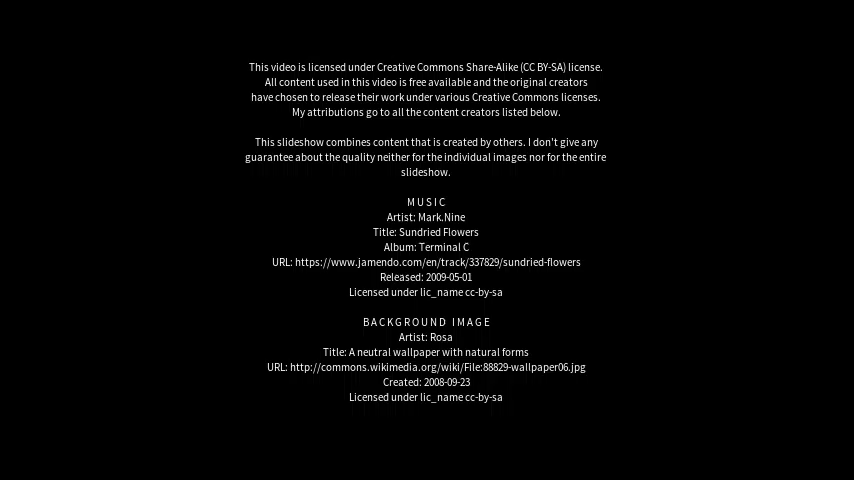 This video is licensed under Creative Commons Share-Alike (CC BY-SA) license.
All content used in this video is free available and the original creators
have chosen to release their work under various Creative Commons licenses.
My attributions go to all the content creators listed below.
This slideshow combines content that is created by others. I don't give any
guarantee about the quality neither for the individual images nor for the entire
slideshow.
MUSIC
Artist: Mark.Nine
Title: Sundried Flowers
Album: Terminal C
URL: https://www.jamendo.com/en/track/337829/sundried-flowers
Released: 2009-05-01
Licensed under lic_name cc-by-sa
BACKGROUND IMAGE
Artist: Rosa
Title: A neutral wallpaper with natural forms
URL: http://commons.wikimedia.org/wiki/File:88829-wallpaper06.jpg
Created: 2008-09-23
Licensed under lic_name cc-by-sa